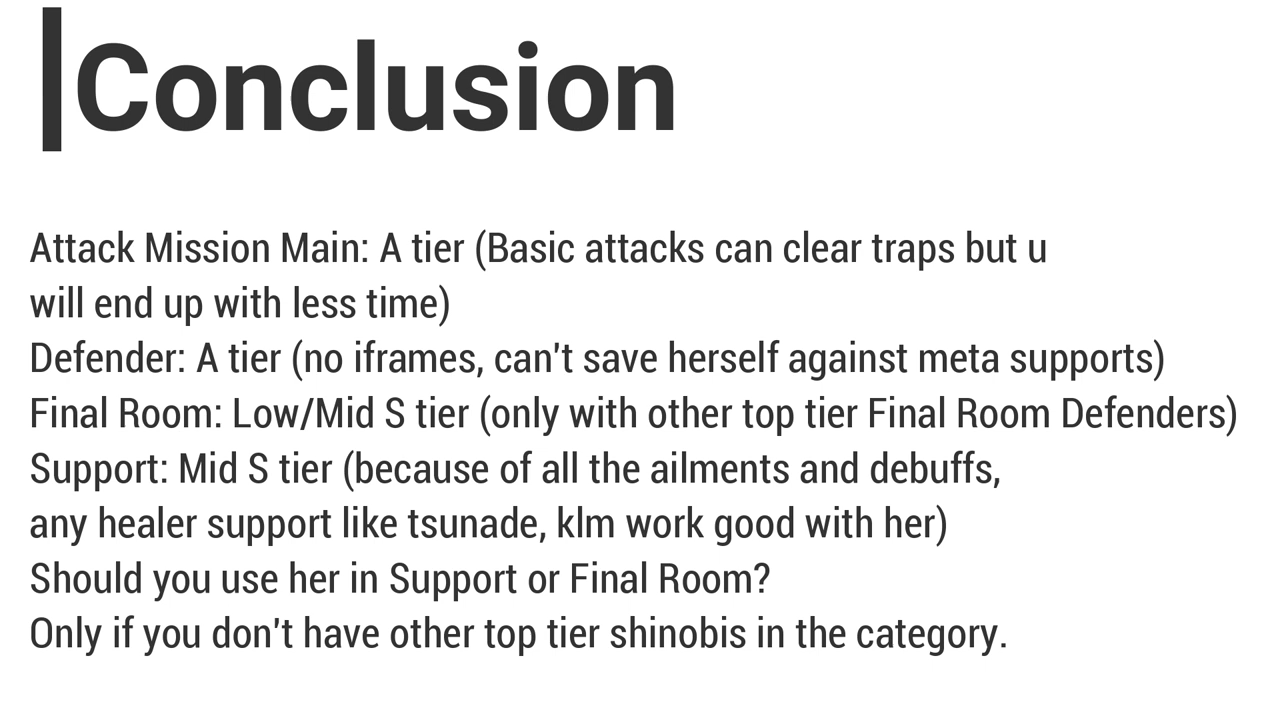 Conclusion
Attack Mission Main: A tier (Basic attacks can clear traps but u
will end up with less time)
Defender: A tier (no iframes, can't save herself against meta supports)
Final Room: Low/Mid S tier (only with other top tier Final Room Defenders)
Support: Mid S tier (because of all the ailments and debuffs,
any healer support like tsunade, klm work good with her)
Should you use her in Support or Final Room?
Only if you don't have other top tier shinobis in the category.